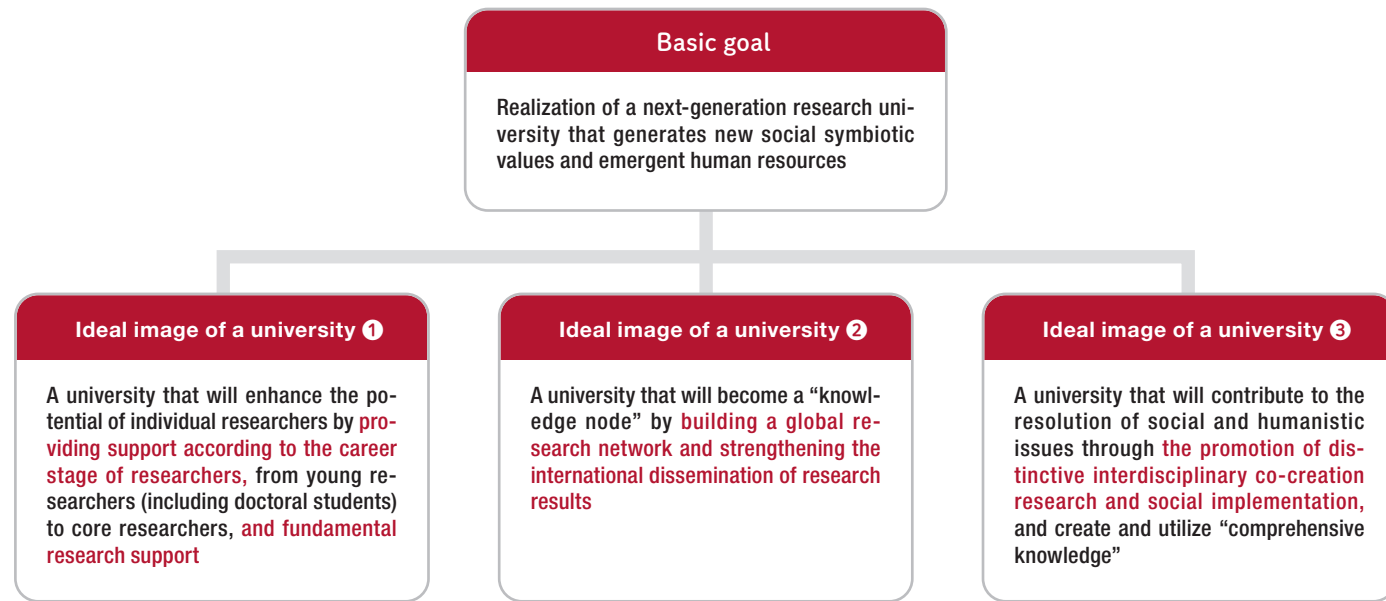 Basic goal
Realization of a next-generation research uni-
versity that generates new social symbiotic
values and emergent human resources
Ideal image of a university ❶
A university that will enhance the po-
tential of individual researchers by pro-
viding support according to the career
stage of researchers, from young re-
searchers (including doctoral students)
to core researchers, and fundamental
research support
Ideal image of a university ❷
A university that will become a “knowl-
edge node” by building a global re-
search network and strengthening the
international dissemination of research
results
Ideal image of a university ❸
A university that will contribute to the
resolution of social and humanistic
issues through the promotion of dis-
tinctive interdisciplinary co-creation
research and social implementation,
and create and utilize “comprehensive
knowledge”